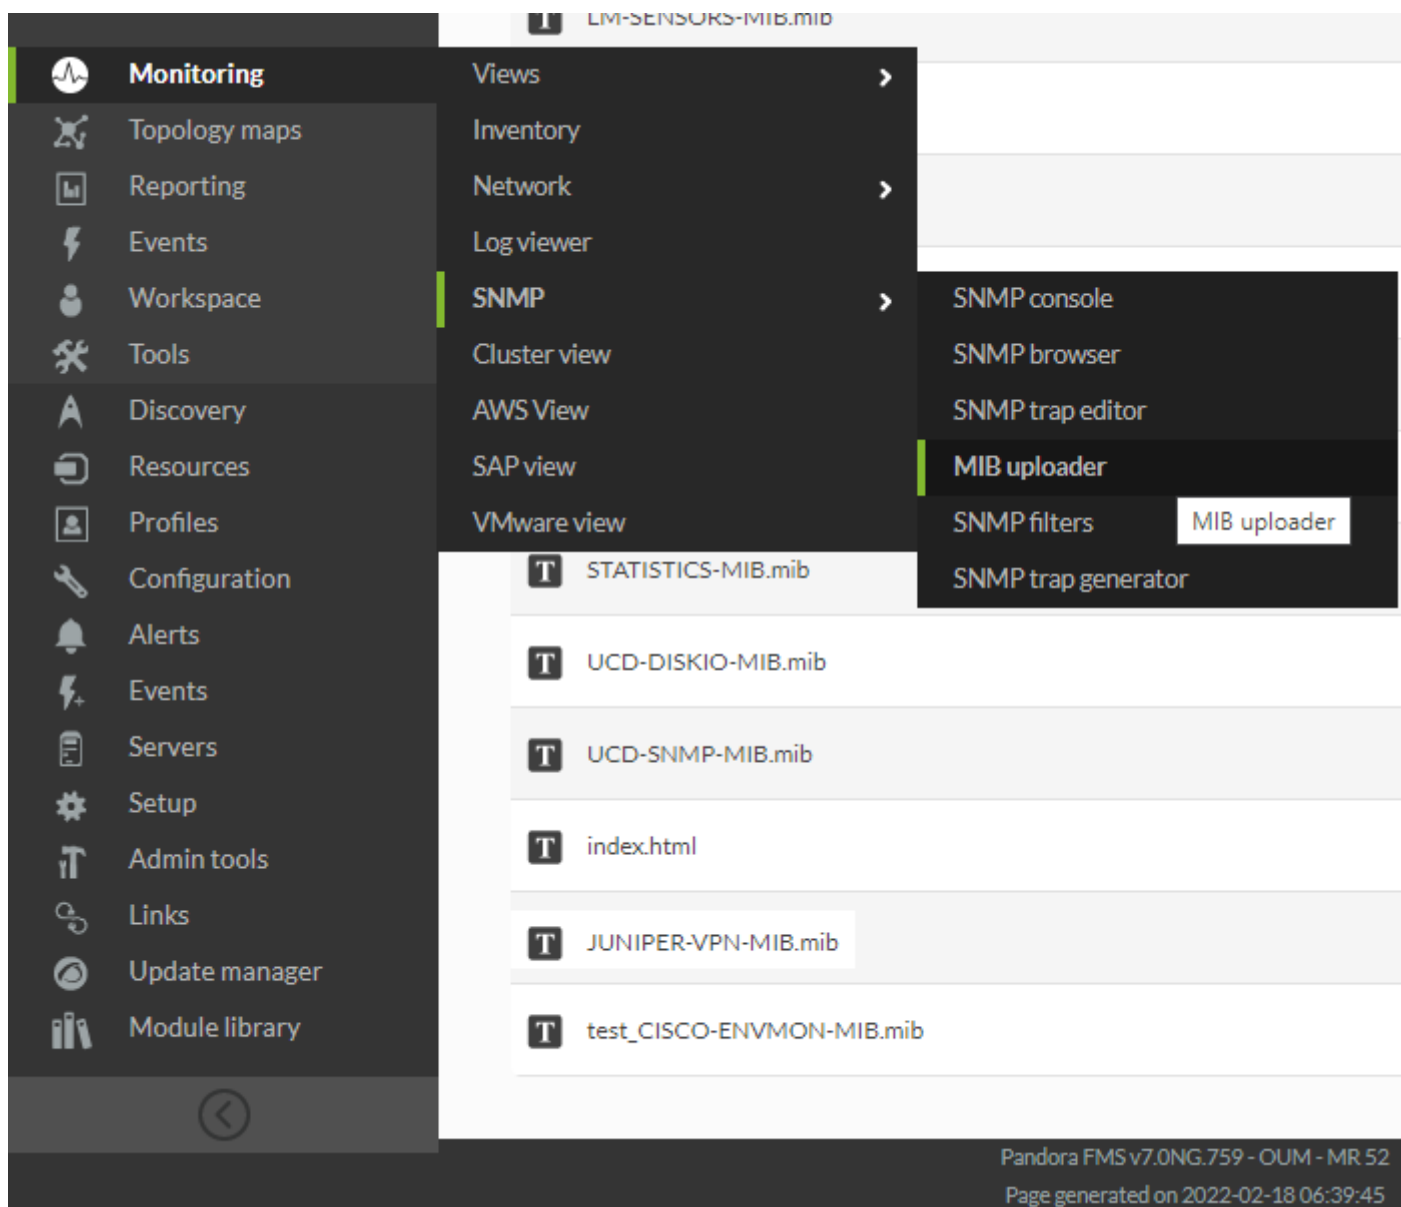 LM-SENSORS-MIB.mib
Monitoring
Topology maps
Reporting
Events
Workspace
Tools
Discovery
Resources
Profiles
Configuration
Alerts
Events
Servers
Setup
Admin tools
Links
Update manager
Module library
Views
Inventory
Network
Log viewer
SNMP
Cluster view
AWS View
SAP view
VMware view
SNMP console
SNMP browser
SNMP trap editor
MIB uploader
SNMP filters
MIB uploader
SNMP trap generator
T STATISTICS-MIB.mib
T UCD-DISKIO-MIB.mib
T UCD-SNMP-MIB.mib
T index.html
T JUNIPER-VPN-MIB.mib
T test_CISCO-ENVMON-MIB.mib
Pandora FMS v7.0NG.759 - OUM - MR 52
Page generated on 2022-02-18 06:39:45